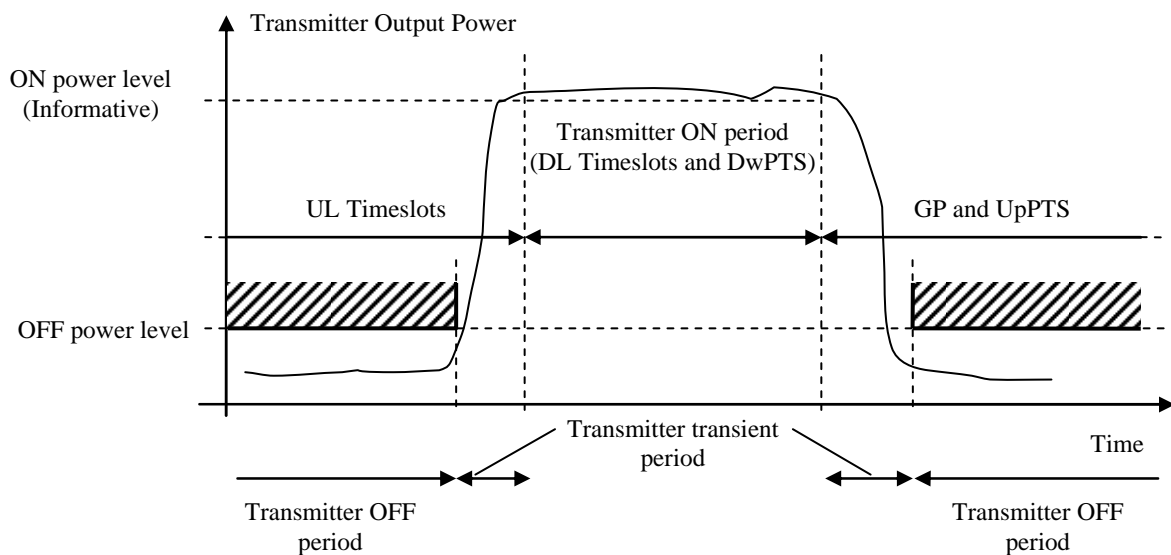 Transmitter Output Power
ON power level
(Informative)
Transmitter ON period
(DL Timeslots and DwPTS)
UL Timeslots
GP and UpPTS
OFF power level
Transmitter transient
period
Time
Transmitter OFF
period
Transmitter OFF
period